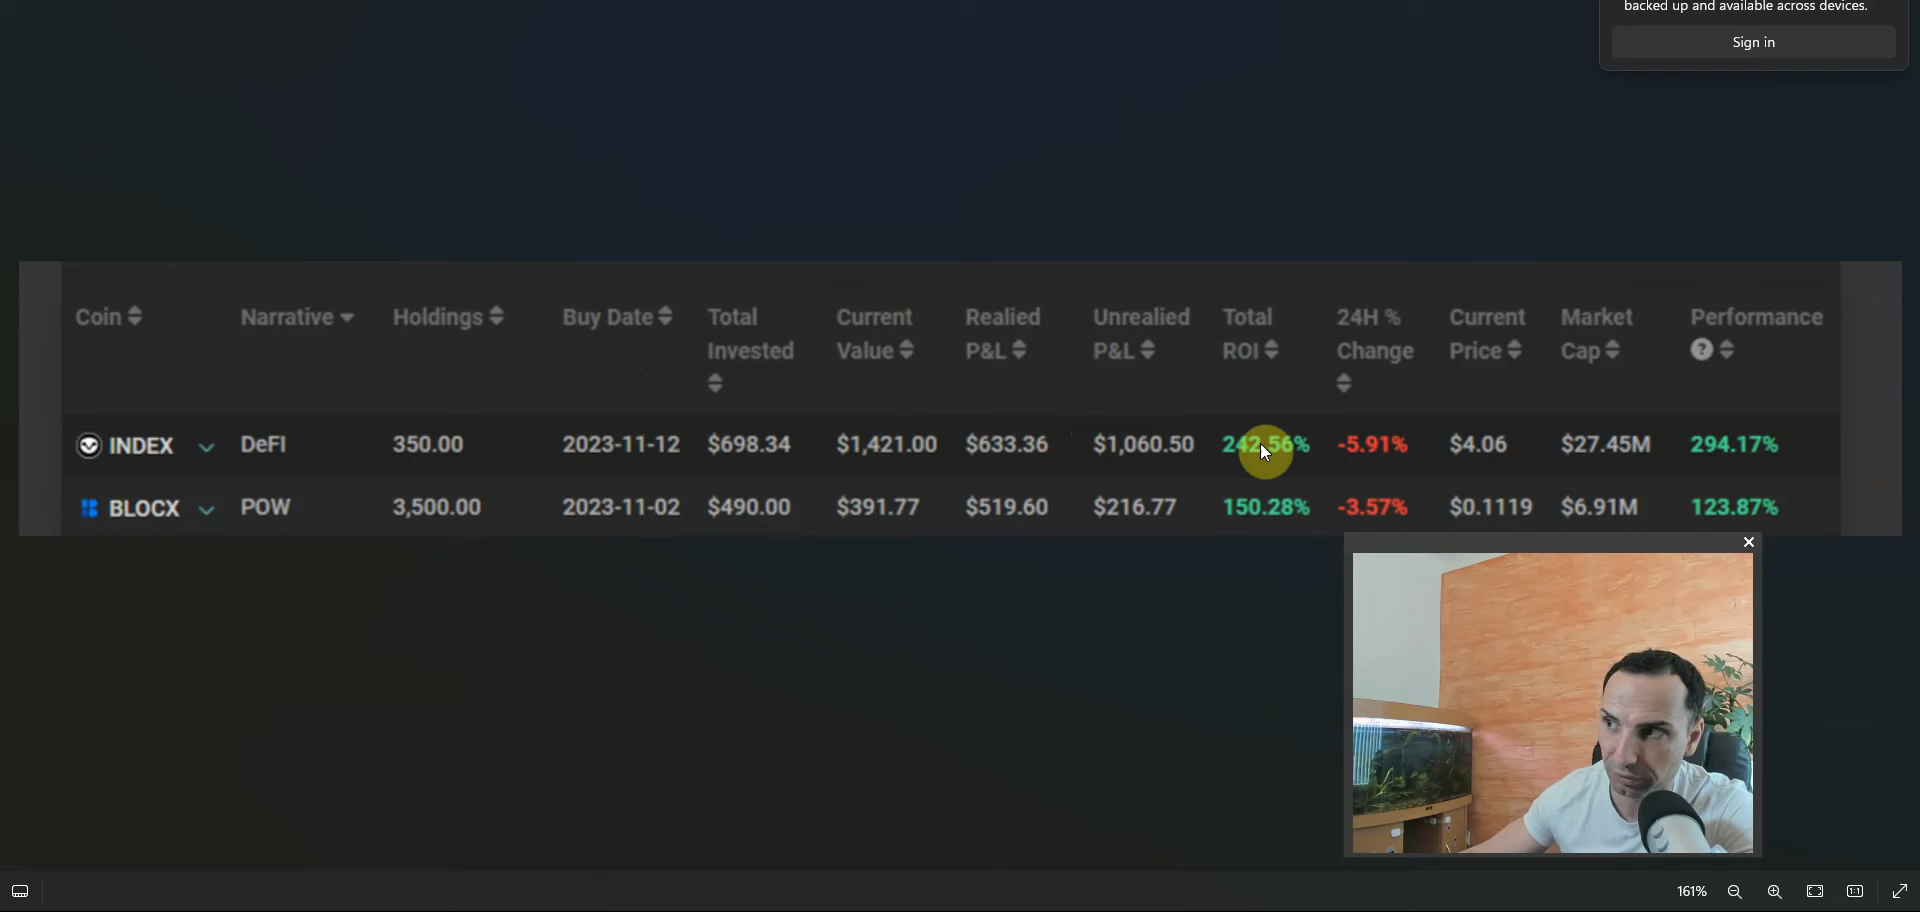 backed up and available across devices.
Sign in
Coin Narrative Holdings Buy Date Total Invested Current Value Realied P&L Unrealied P&L Total ROI 24H % Change Current Price Market Cap Performance ?
INDEX DeFI 350.00 2023-11-12 $698.34 $1,421.00 $633.36 $1,060.50 242.56% -5.91% $4.06 $27.45M 294.17%
BLOCX POW 3,500.00 2023-11-02 $490.00 $391.77 $519.60 $216.77 150.28% -3.57% $0.1119 $6.91M 123.87%
161%
1:1